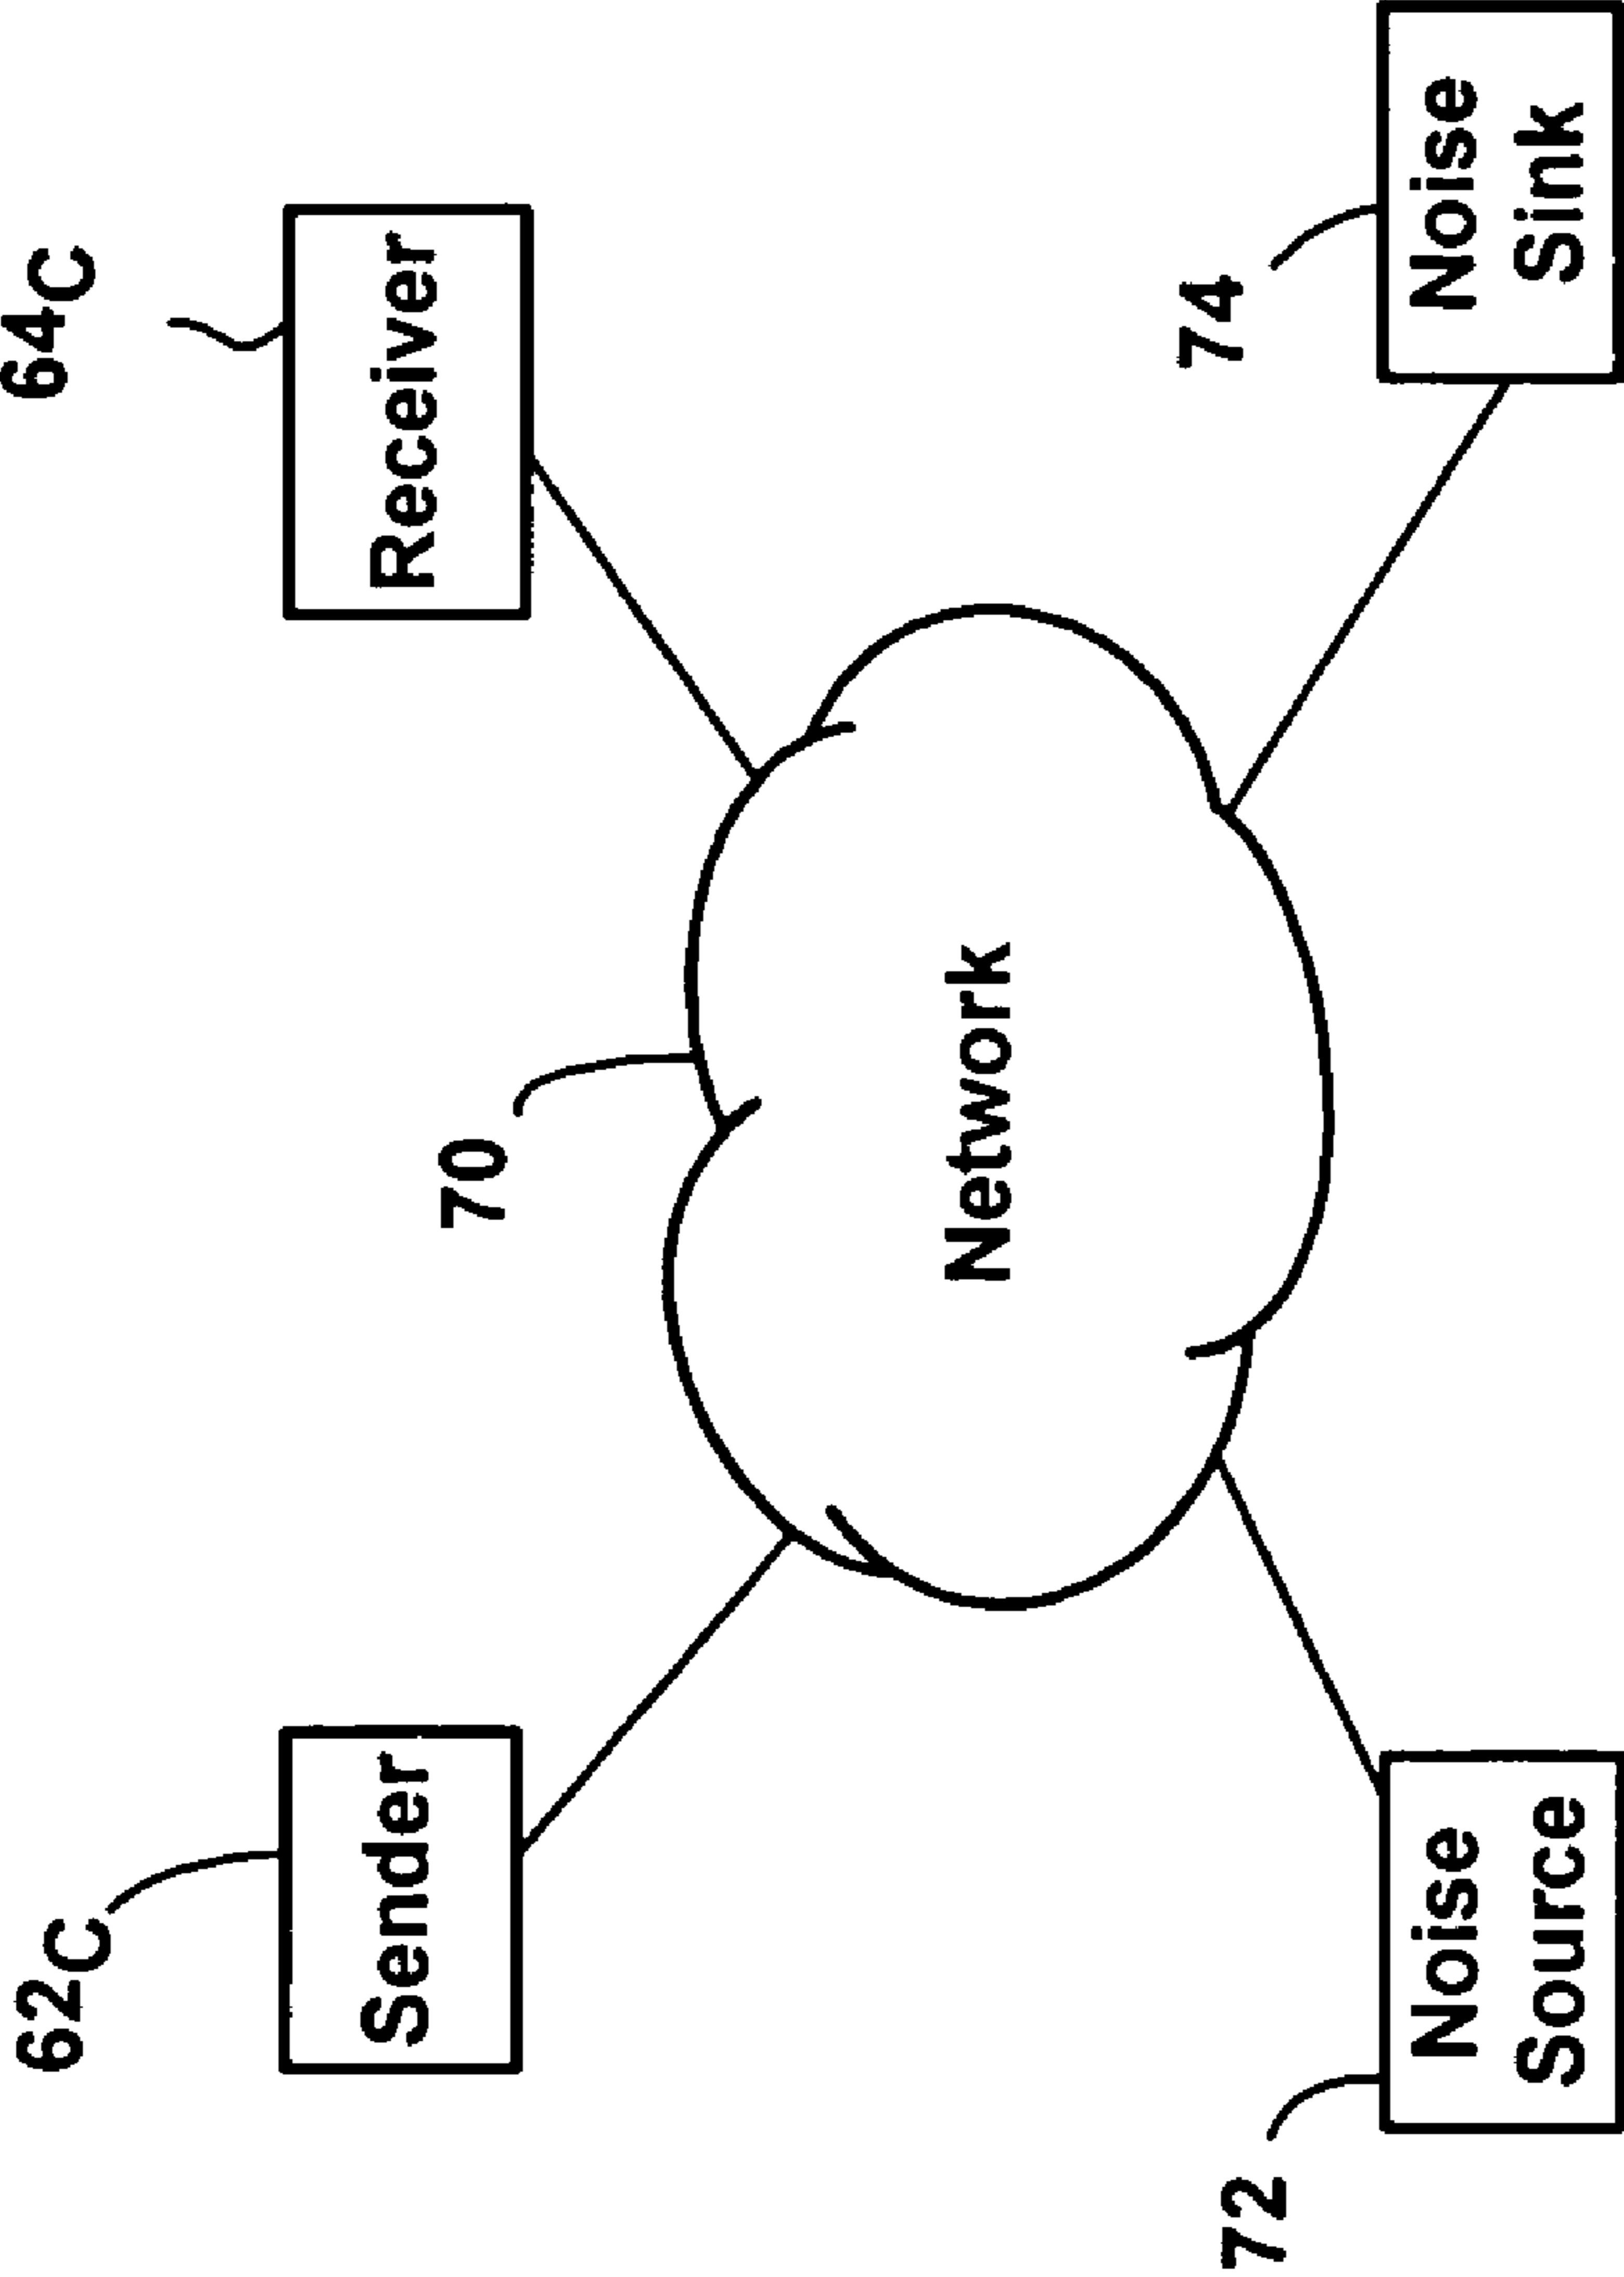 62C
64C
Sender
Receiver
70
Network
72
74
Noise
Source
Noise
Sink